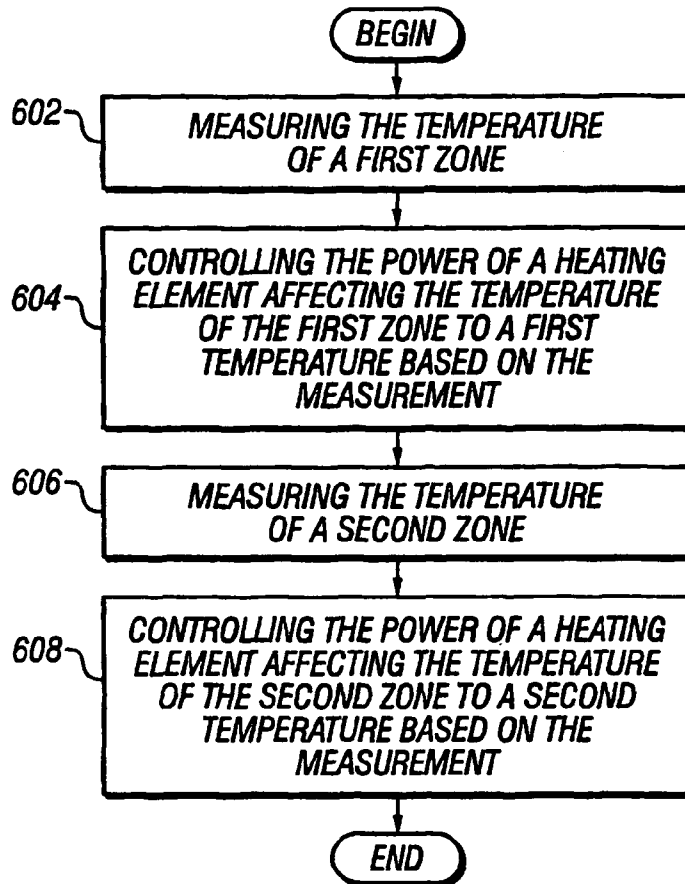 BEGIN
602
MEASURING THE TEMPERATURE
OF A FIRST ZONE
604
CONTROLLING THE POWER OF A HEATING
ELEMENT AFFECTING THE TEMPERATURE
OF THE FIRST ZONE TO A FIRST
TEMPERATURE BASED ON THE
MEASUREMENT
606
MEASURING THE TEMPERATURE
OF A SECOND ZONE
608
CONTROLLING THE POWER OF A HEATING
ELEMENT AFFECTING THE TEMPERATURE
OF THE SECOND ZONE TO A SECOND
TEMPERATURE BASED ON THE
MEASUREMENT
END